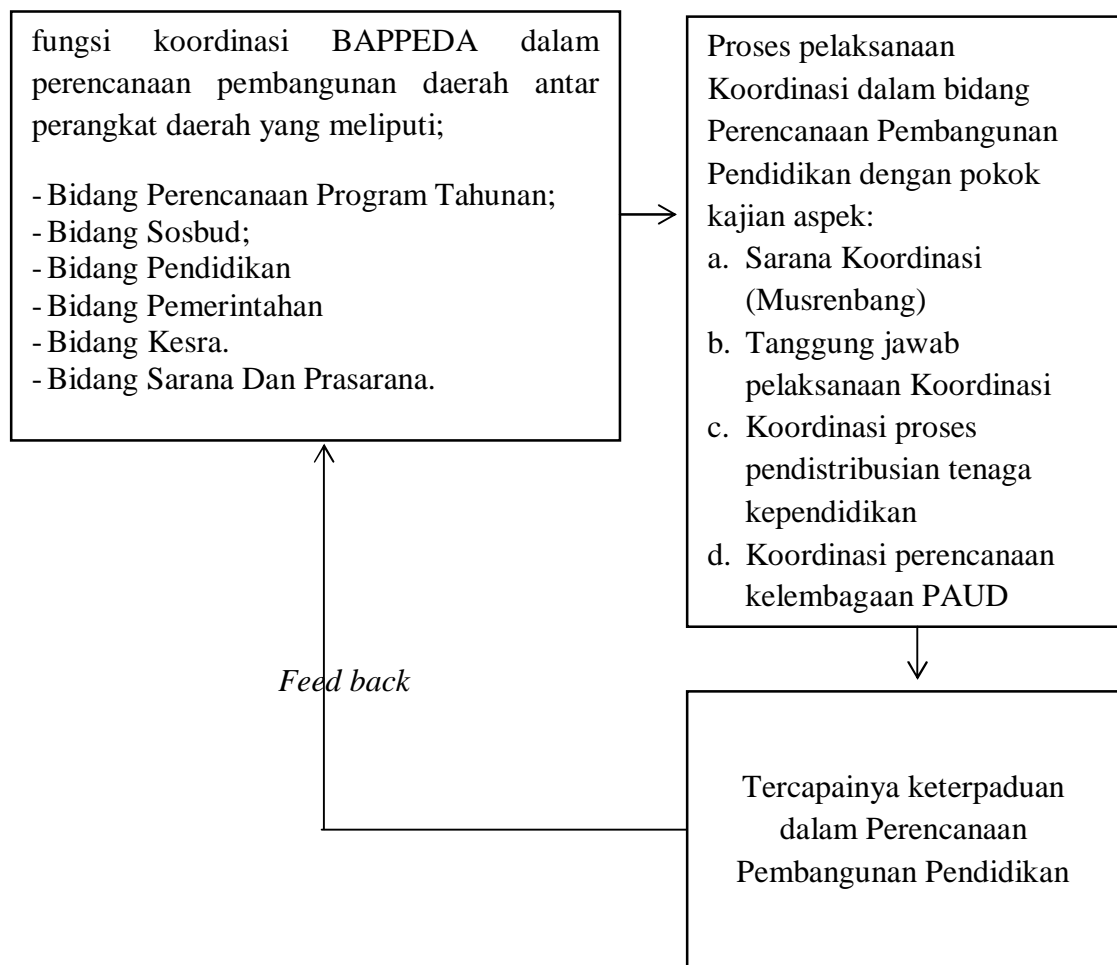 fungsi koordinasi BAPPEDA dalam
perencanaan pembangunan daerah antar
perangkat daerah yang meliputi;
- Bidang Perencanaan Program Tahunan;
- Bidang Sosbud;
- Bidang Pendidikan
- Bidang Pemerintahan
- Bidang Kesra.
- Bidang Sarana Dan Prasarana.
Proses pelaksanaan
Koordinasi dalam bidang
Perencanaan Pembangunan
Pendidikan dengan pokok
kajian aspek:
a. Sarana Koordinasi
(Musrenbang)
b. Tanggung jawab
pelaksanaan Koordinasi
c. Koordinasi proses
pendistribusian tenaga
kependidikan
d. Koordinasi perencanaan
kelembagaan PAUD
Feed back
Tercapainya keterpaduan
dalam Perencanaan
Pembangunan Pendidikan